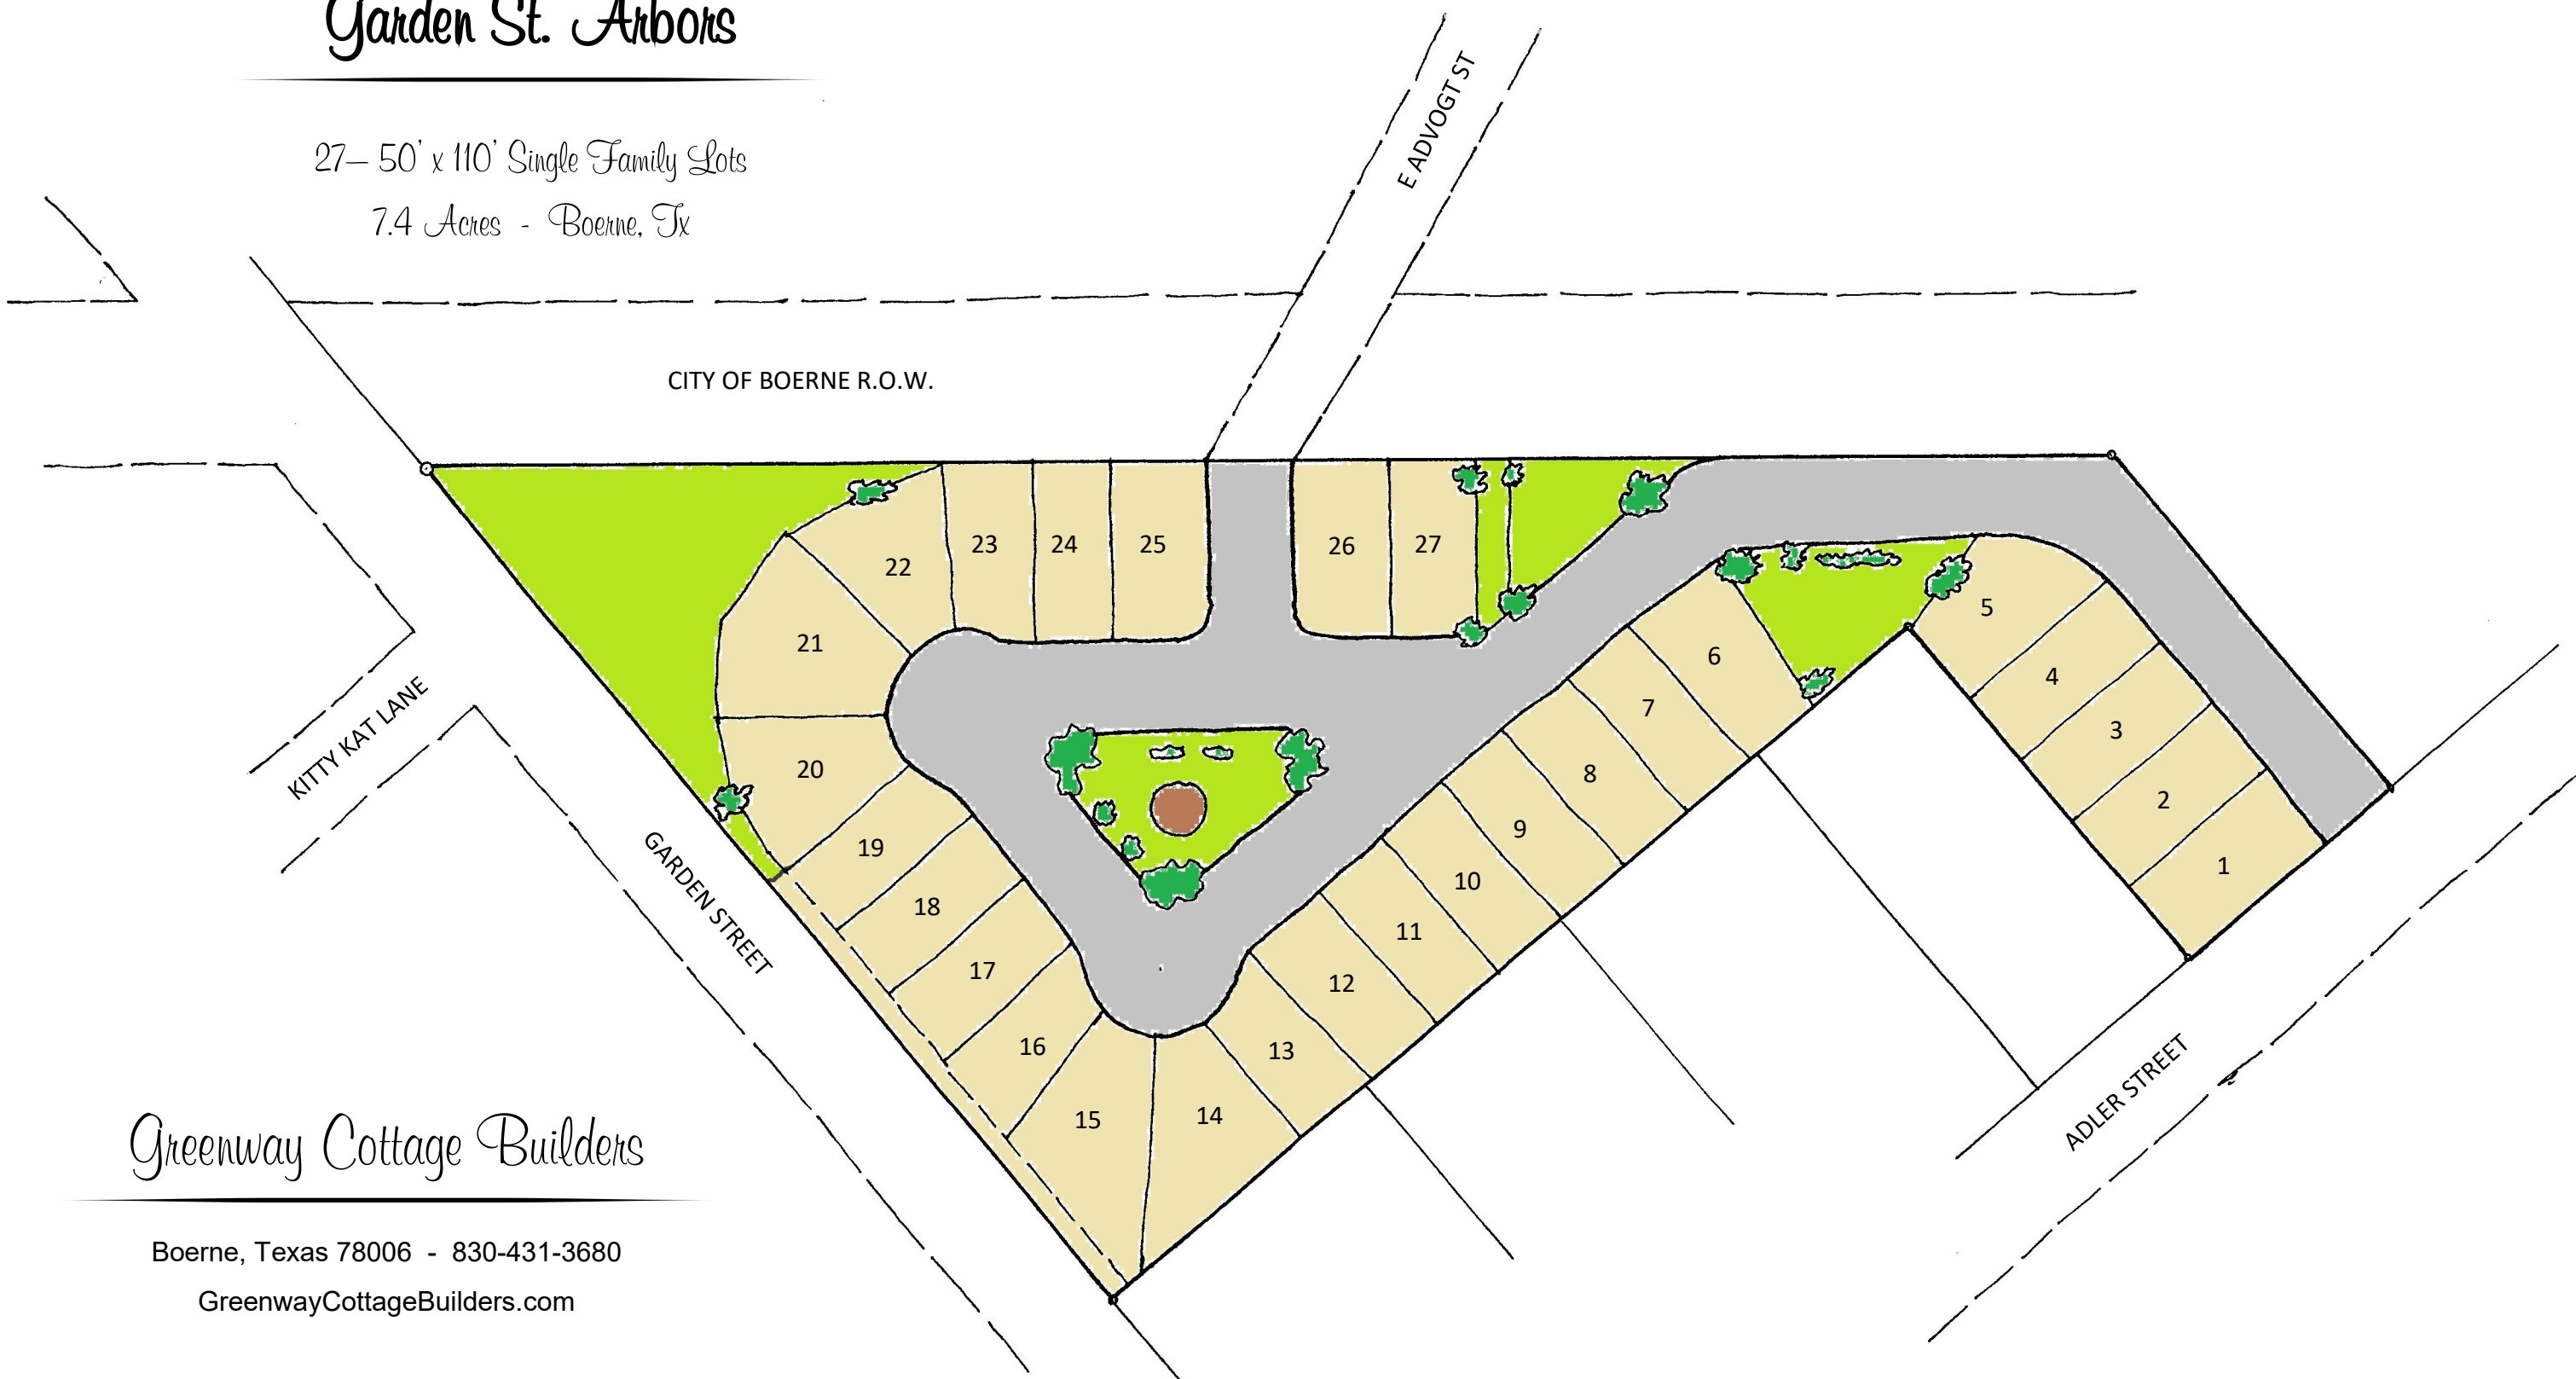 Garden St. Arbors
27– 50' x 110' Single Family Lots
7.4 Acres - Boerne, Tx
E ADVOGT ST
CITY OF BOERNE R.O.W.
KITTY KAT LANE
GARDEN STREET
ADLER STREET
1
2
3
4
5
6
7
8
9
10
11
12
13
14
15
16
17
18
19
20
21
22
23
24
25
26
27
Greenway Cottage Builders
Boerne, Texas 78006 - 830-431-3680
GreenwayCottageBuilders.com